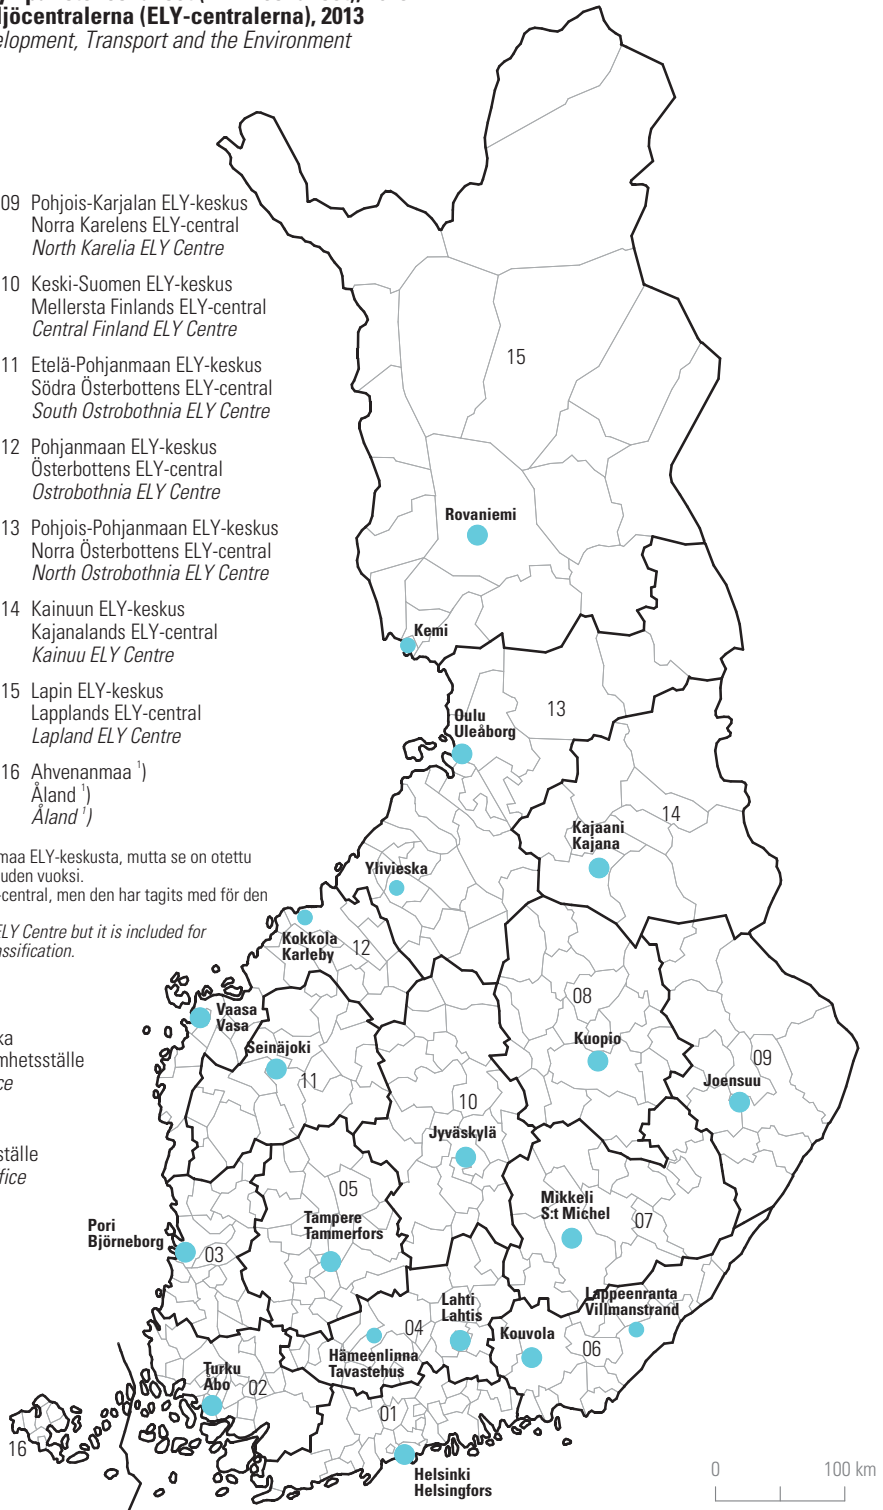 ljöcentralerna (ELY-centralerna), 2013
elopment, Transport and the Environment
09 Pohjois-Karjalan ELY-keskus
Norra Karelens ELY-central
North Karelia ELY Centre
10 Keski-Suomen ELY-keskus
Mellersta Finlands ELY-central
Central Finland ELY Centre
11 Etelä-Pohjanmaan ELY-keskus
Södra Österbottens ELY-central
South Ostrobothnia ELY Centre
12 Pohjanmaan ELY-keskus
Österbottens ELY-central
Ostrobothnia ELY Centre
13 Pohjois-Pohjanmaan ELY-keskus
Norra Österbottens ELY-central
North Ostrobothnia ELY Centre
14 Kainuun ELY-keskus
Kajanalands ELY-central
Kainuu ELY Centre
15 Lapin ELY-keskus
Lapplands ELY-central
Lapland ELY Centre
16 Ahvenanmaa ¹)
Åland ¹)
Åland ¹)
maa ELY-keskusta, mutta se on otettu
uden vuoksi.
-central, men den har tagits med för den
ELY Centre but it is included for
assification.
ka
mhetsställe
ce
ställe
fice
15
Rovaniemi
Kemi
13
Oulu
Uleåborg
14
Kajaani
Kajana
Ylivieska
Kokkola
Karleby
12
Vaasa
Vasa
08
Kuopio
Seinäjoki
11
09
Joensuu
10
Jyväskylä
05
Tampere
Tammerfors
Mikkeli
S:t Michel
07
Pori
Björneborg
03
Lappeenranta
Villmanstrand
Lahti
Lahtis
04
Kouvola
06
Hämeenlinna
Tavastehus
Turku
Åbo
02
01
16
Helsinki
Helsingfors
0
100 km